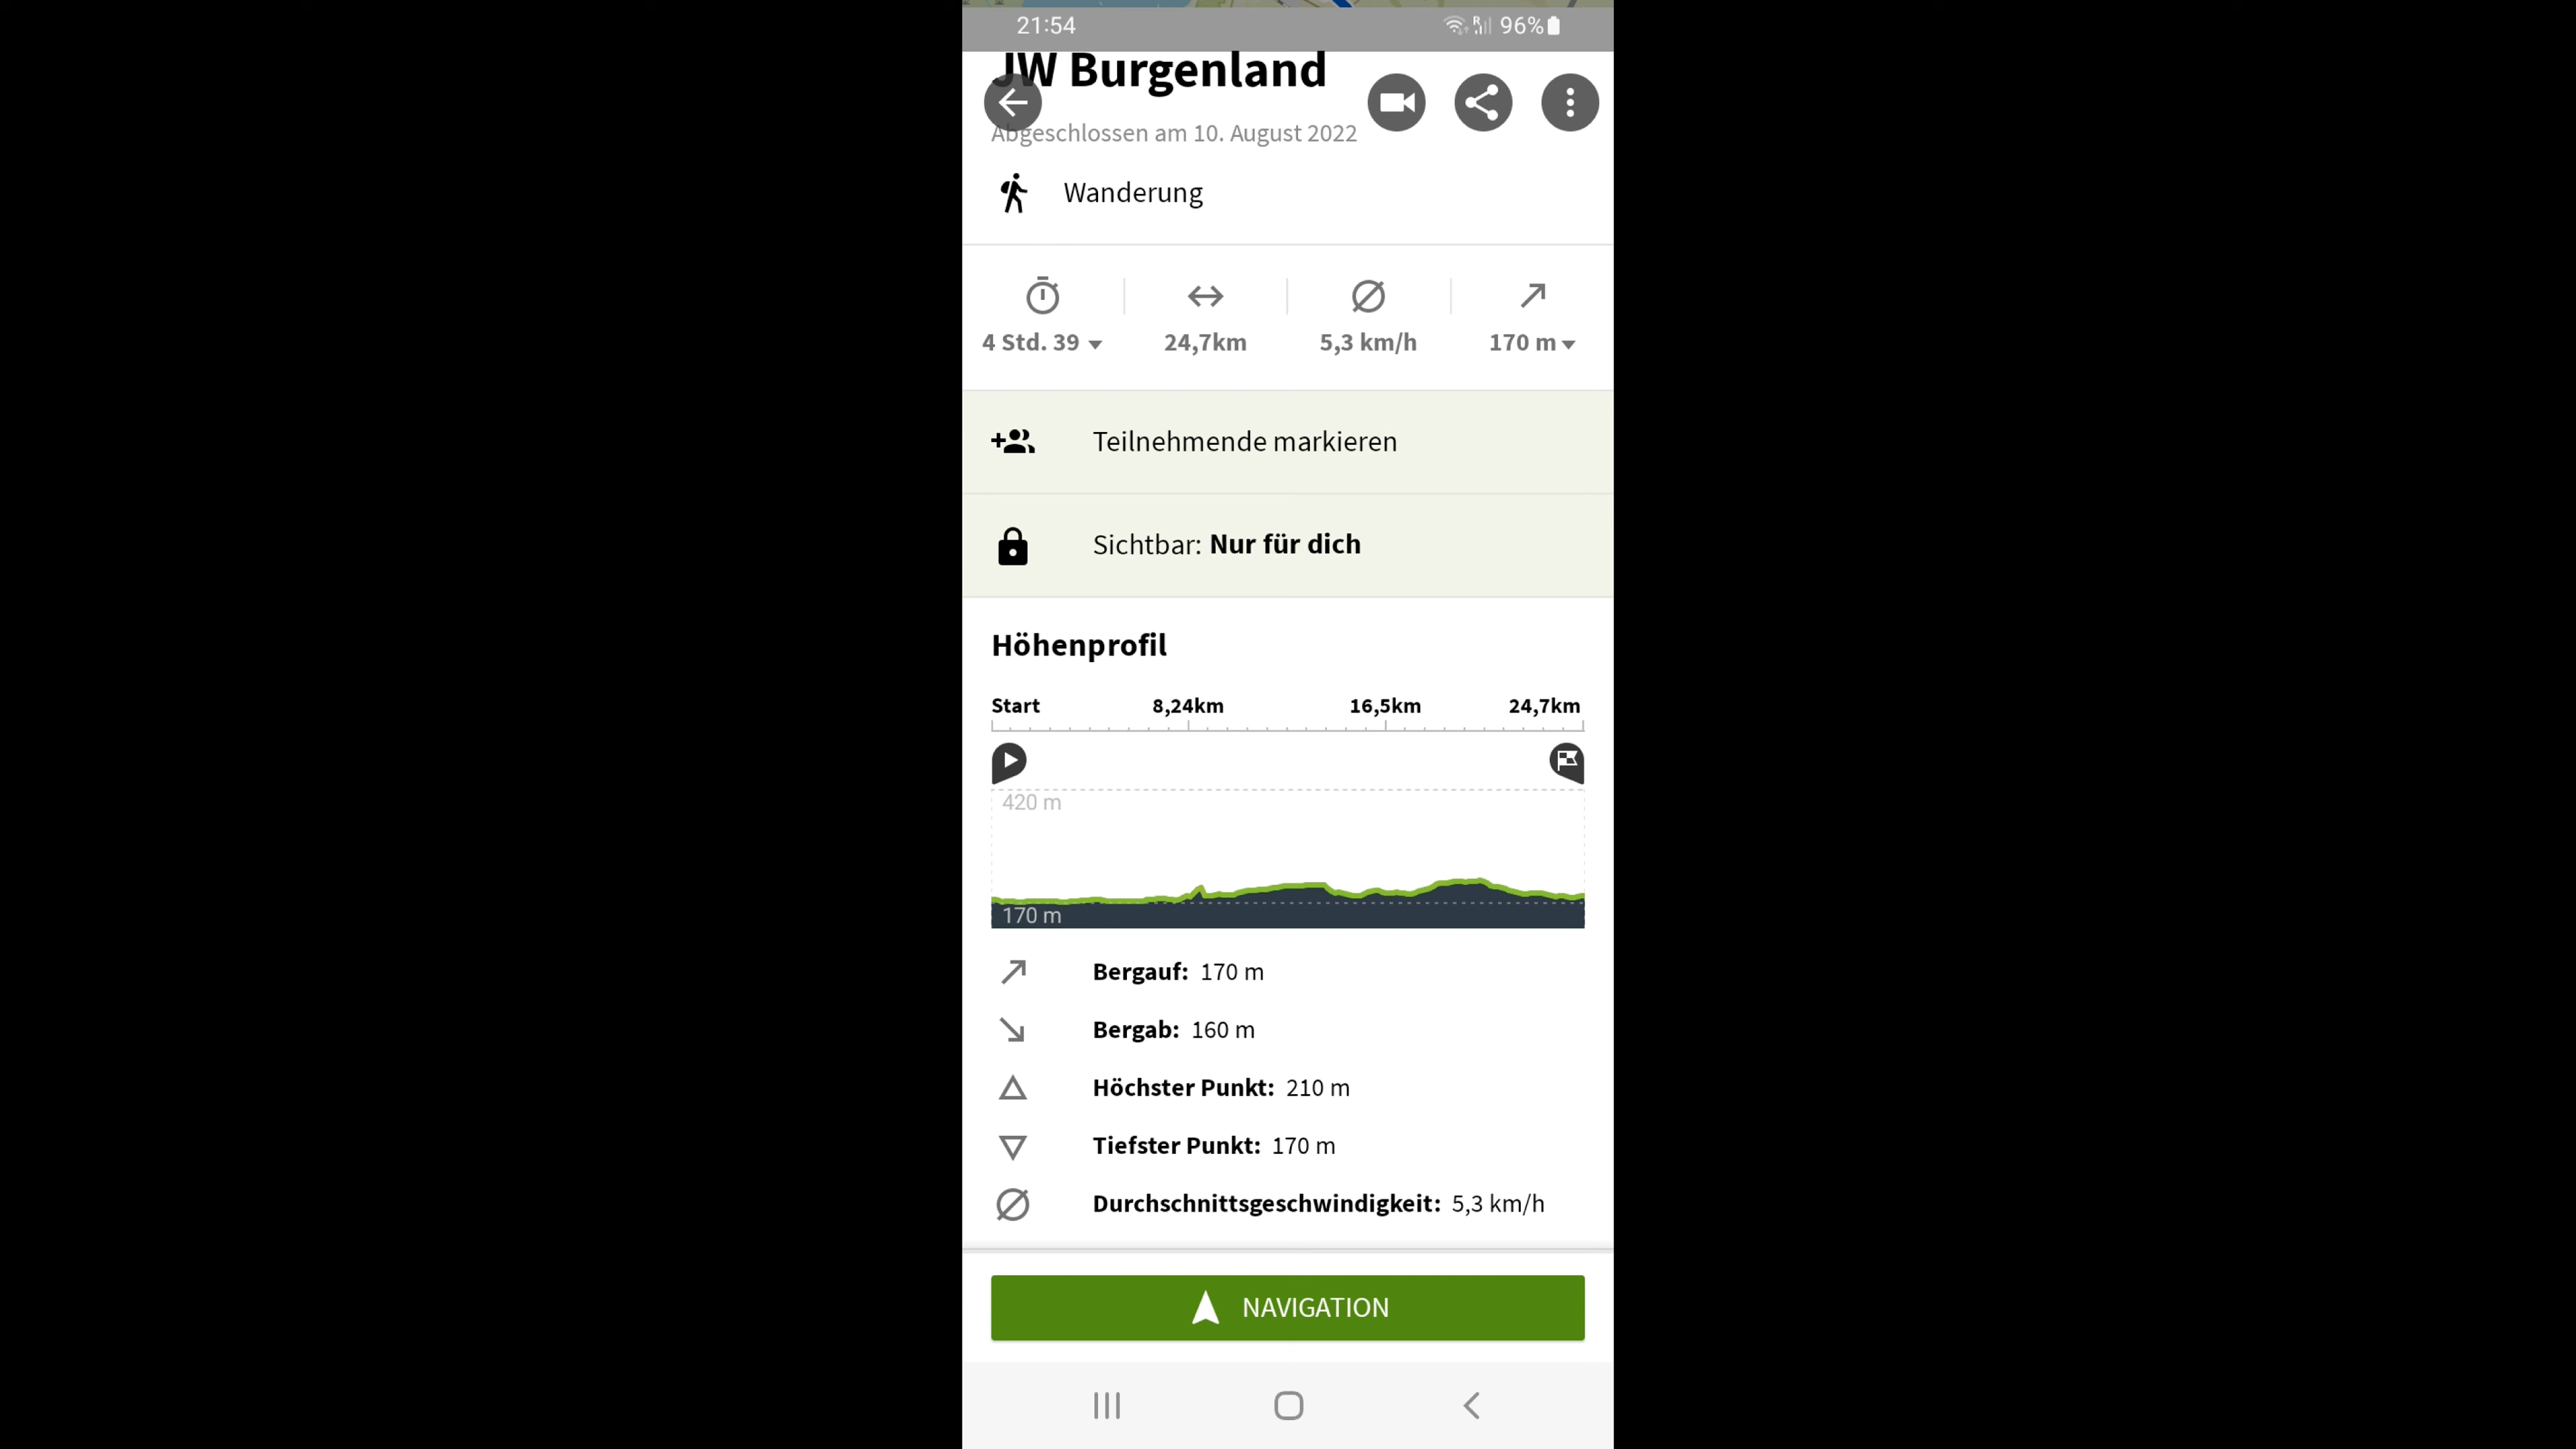 21:54
R 96%
JW Burgenland
Abgeschlossen am 10. August 2022
Wanderung
4 Std. 39 24,7km 5,3 km/h 170 m
Teilnehmende markieren
Sichtbar: Nur für dich
Höhenprofil
Start 8,24km 16,5km 24,7km
420 m
170 m
Bergauf: 170 m
Bergab: 160 m
Höchster Punkt: 210 m
Tiefster Punkt: 170 m
Durchschnittsgeschwindigkeit: 5,3 km/h
NAVIGATION